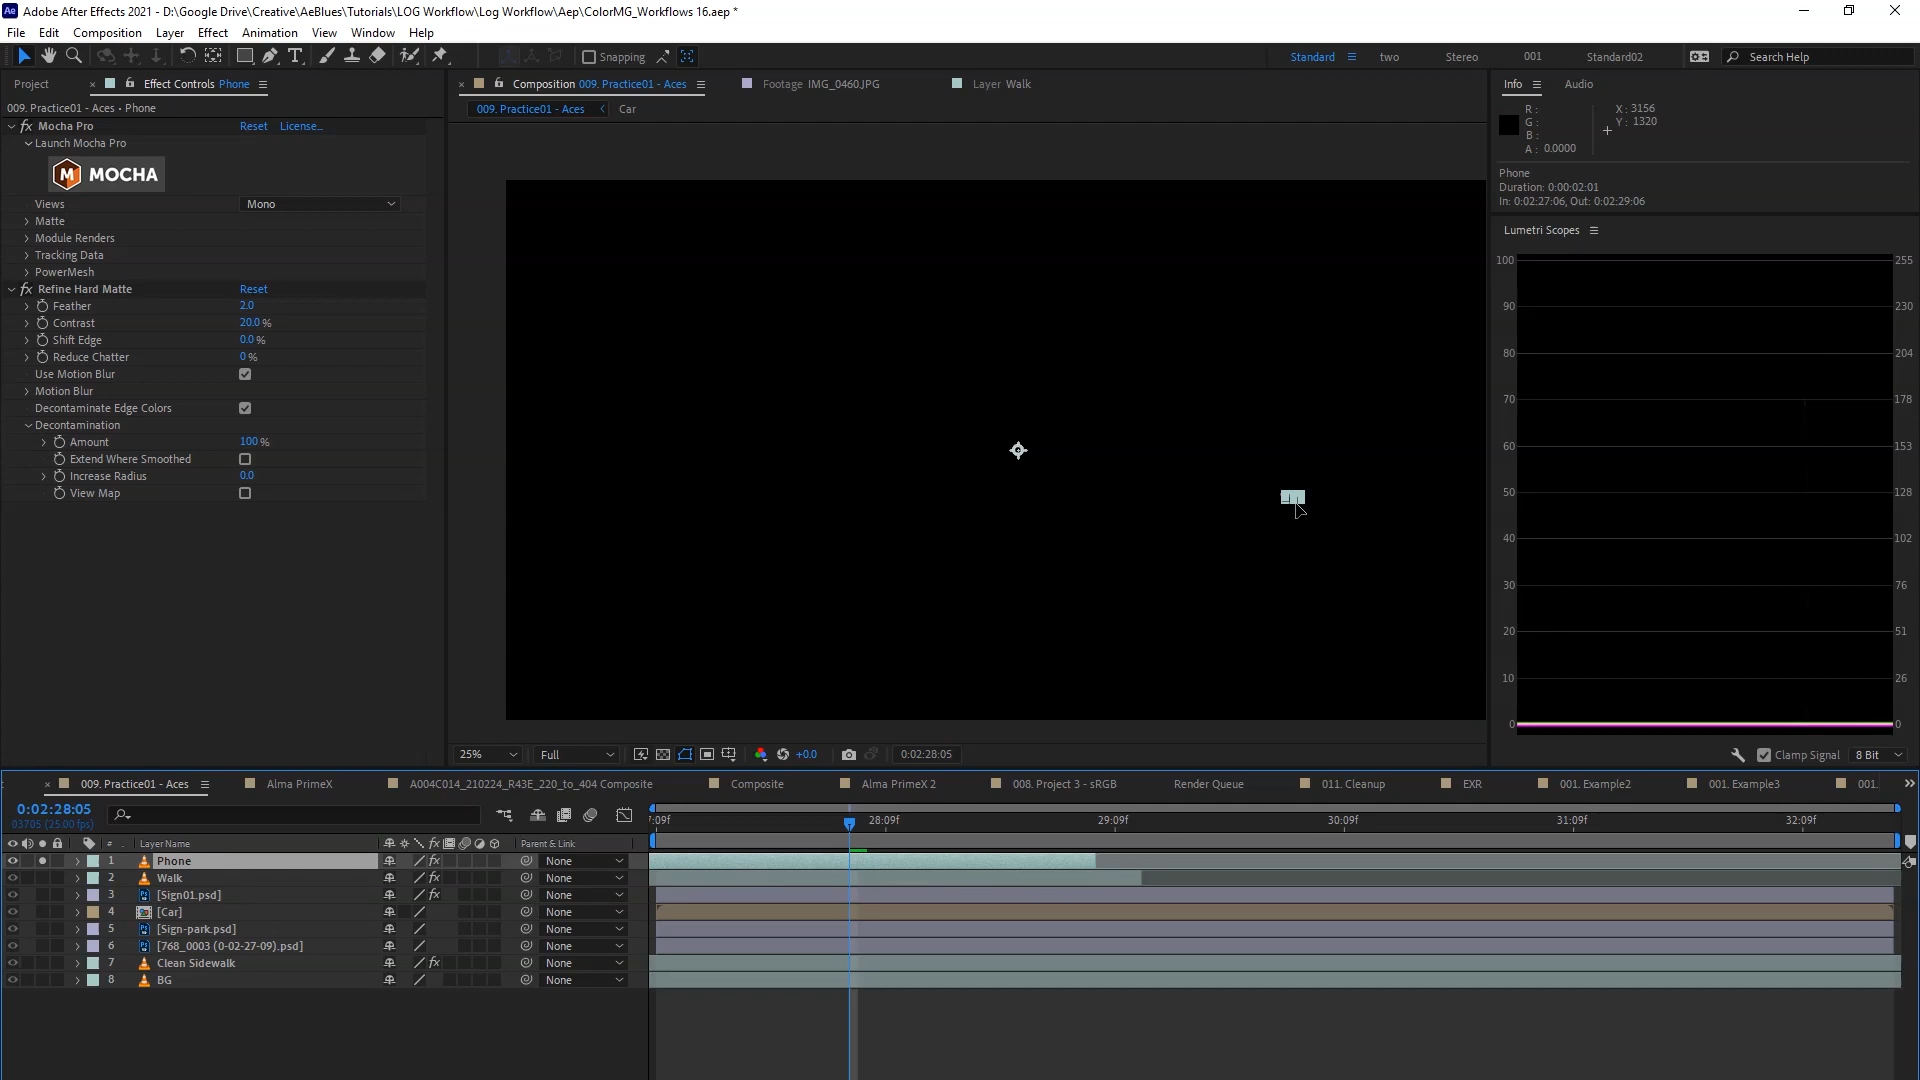 Adobe After Effects 2021 - D:\Google Drive\Creative\AeBlues\Tutorials\LOG Workflow\Log Workflow\Aep\ColorMG_Workflows 16.aep *
File Edit Composition Layer Effect Animation View Window Help
Snapping Standard two Stereo 001 Standard02 Search Help
Project Effect Controls Phone Composition 009. Practice01 - Aces Footage IMG_0460.JPG Layer Walk Info Audio
009. Practice01 - Aces • Phone
009. Practice01 - Aces Car
R :
G :
B :
A : 0.0000
X : 3156
Y : 1320
Phone
Duration: 0:00:02:01
In: 0:02:27:06, Out: 0:02:29:06
Lumetri Scopes
fx Mocha Pro Reset License...
Launch Mocha Pro
M MOCHA
Views Mono
Matte
Module Renders
Tracking Data
PowerMesh
fx Refine Hard Matte Reset
Feather 2.0
Contrast 20.0 %
Shift Edge 0.0 %
Reduce Chatter 0 %
Use Motion Blur
Motion Blur
Decontaminate Edge Colors
Decontamination
Amount 100 %
Extend Where Smoothed
Increase Radius 0.0
View Map
100 255
90 230
80 204
70 178
60 153
50 128
40 102
30 76
20 51
10 26
0 0
25% Full +0.0 0:02:28:05
Clamp Signal 8 Bit
009. Practice01 - Aces Alma PrimeX A004C014_210224_R43E_220_to_404 Composite Composite Alma PrimeX 2 008. Project 3 - sRGB Render Queue 011. Cleanup EXR 001. Example2 001. Example3 001.
0:02:28:05
03705 (25.00 fps)
:09f 28:09f 29:09f 30:09f 31:09f 32:09f
# Layer Name fx Parent & Link
1 Phone fx None
2 Walk fx None
3 [Sign01.psd] fx None
4 [Car] None
5 [Sign-park.psd] None
6 [768_0003 (0-02-27-09).psd] None
7 Clean Sidewalk fx None
8 BG None